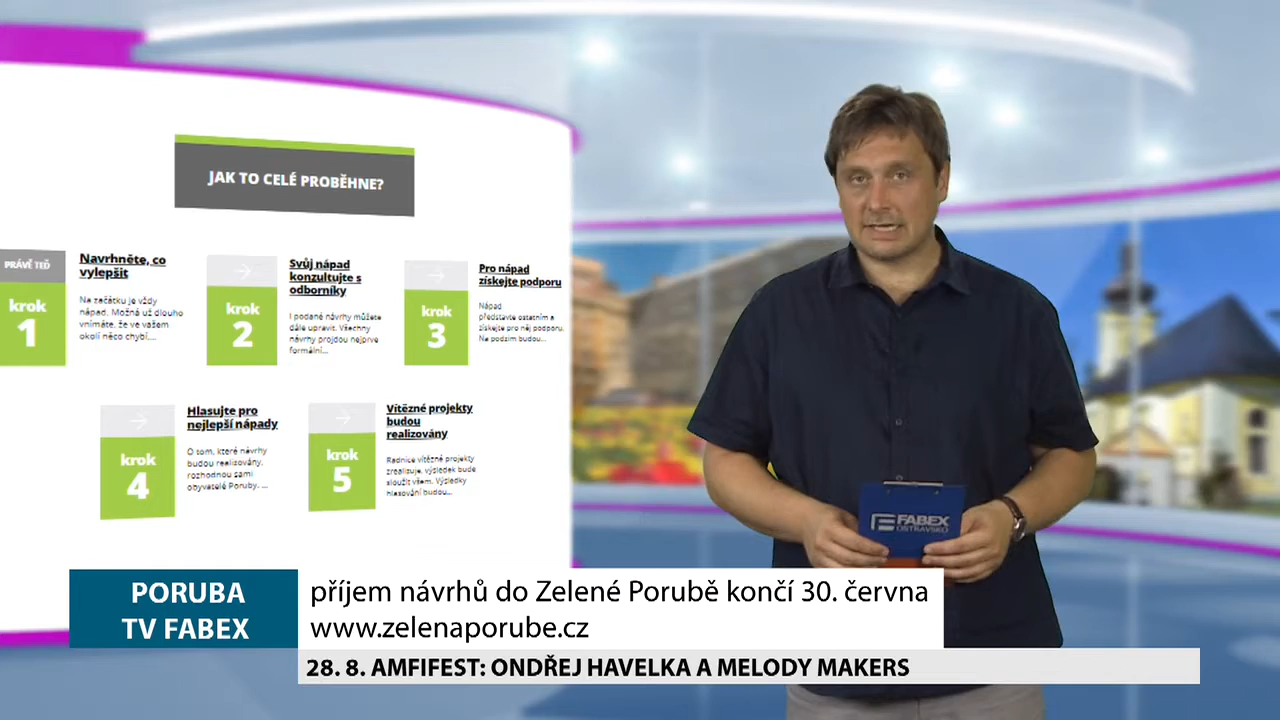 JAK TO CELÉ PROBĚHNE?
PRÁVĚ TEĎ
krok
1
Navrhněte, co
vylepšit
Na začátku je vždy
nápad. Možná už dlouho
vnímáte, že ve vašem
okolí něco chybí,...
krok
2
Svůj nápad
konzultujte s
odborníky
I podané návrhy můžete
dále upravit. Všechny
návrhy projdou nejprve
formální...
krok
3
Pro nápad
získejte podporu
Nápad
představte ostatním a
získejte pro něj podporu.
Na podzim budou...
krok
4
Hlasujte pro
nejlepší nápady
O tom, které návrhy
budou realizovány,
rozhodnou sami
obyvatelé Poruby. ...
krok
5
Vítězné projekty
budou
realizovány
Radnice vítězné projekty
zrealizuje, výsledek bude
sloužit všem. Výsledky
hlasování budou...
FABEX
OSTRAVSKO
PORUBA
TV FABEX
příjem návrhů do Zelené Porubě končí 30. června
www.zelenaporube.cz
28. 8. AMFIFEST: ONDŘEJ HAVELKA A MELODY MAKERS